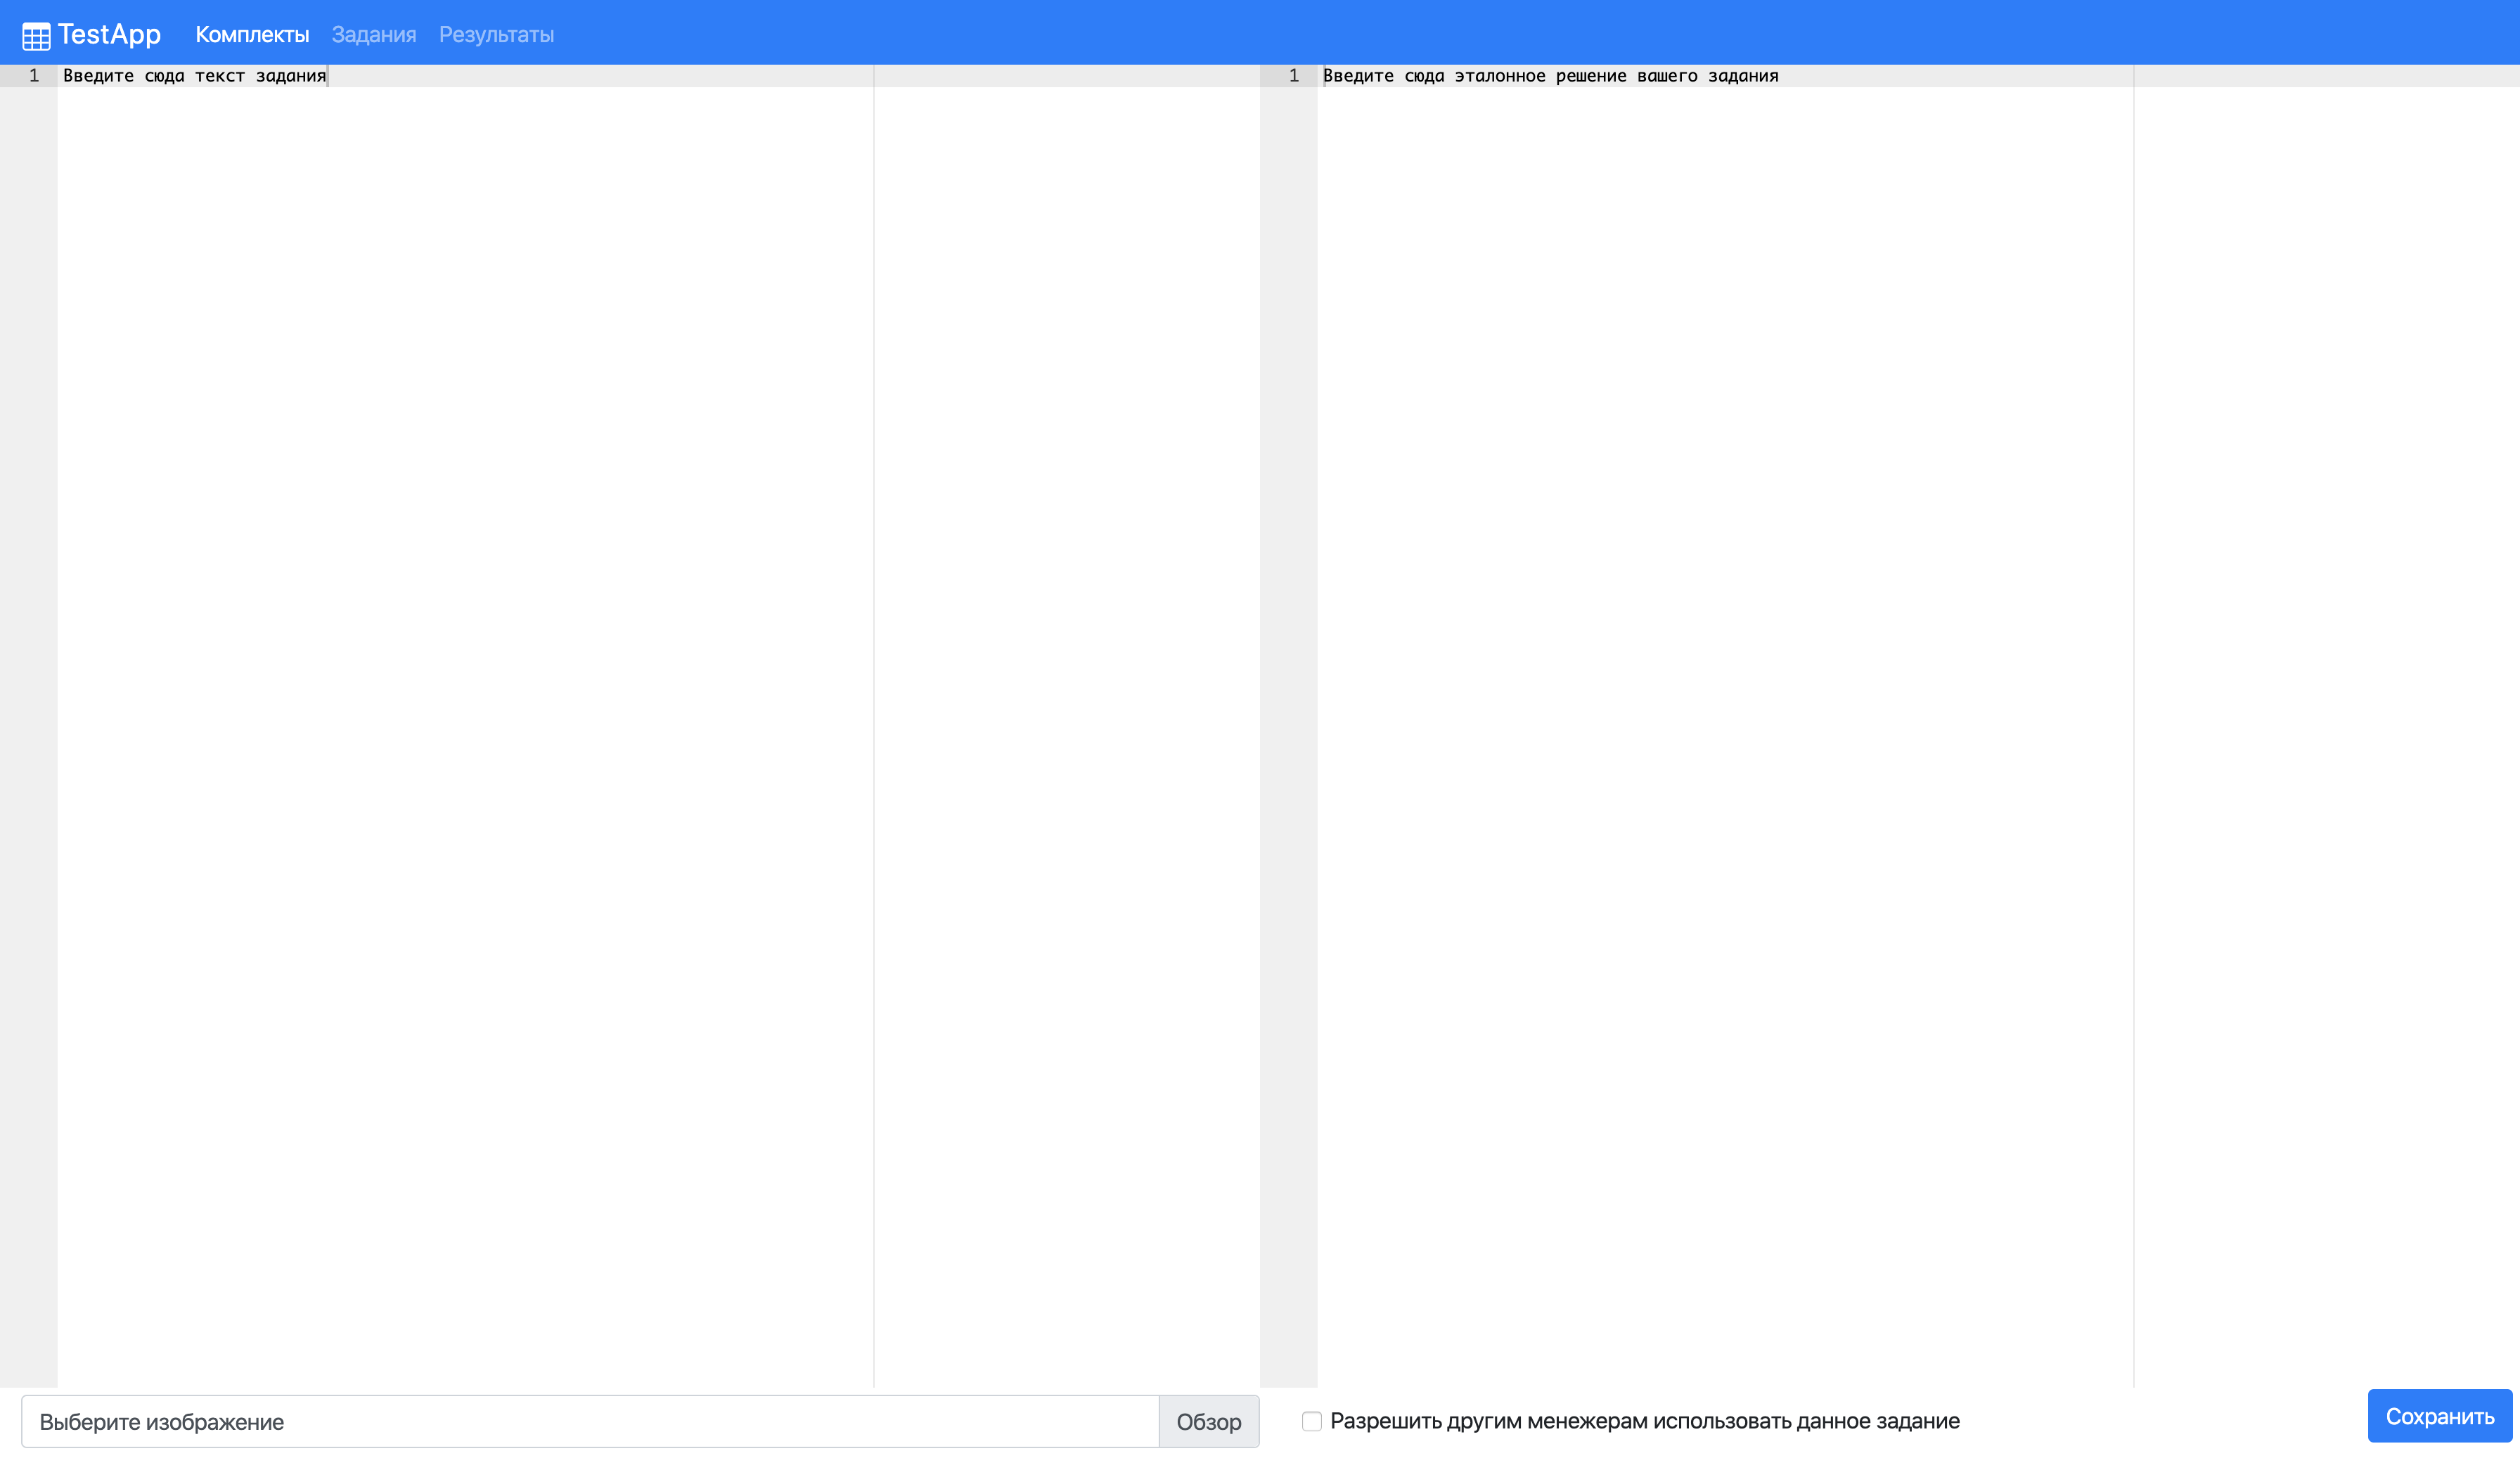 TestApp Комплекты Задания Результаты
1 Введите сюда текст задания
1 Введите сюда эталонное решение вашего задания
Выберите изображение Обзор
Разрешить другим менежерам использовать данное задание
Сохранить